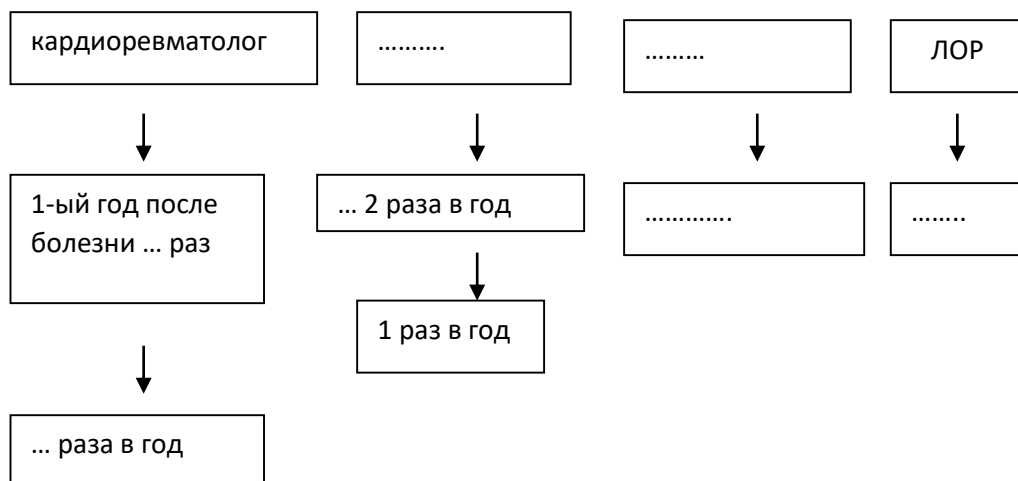 кардиоревматолог
……….
………
ЛОР
1-ый год после
болезни … раз
… 2 раза в год
………….
……..
1 раз в год
… раза в год